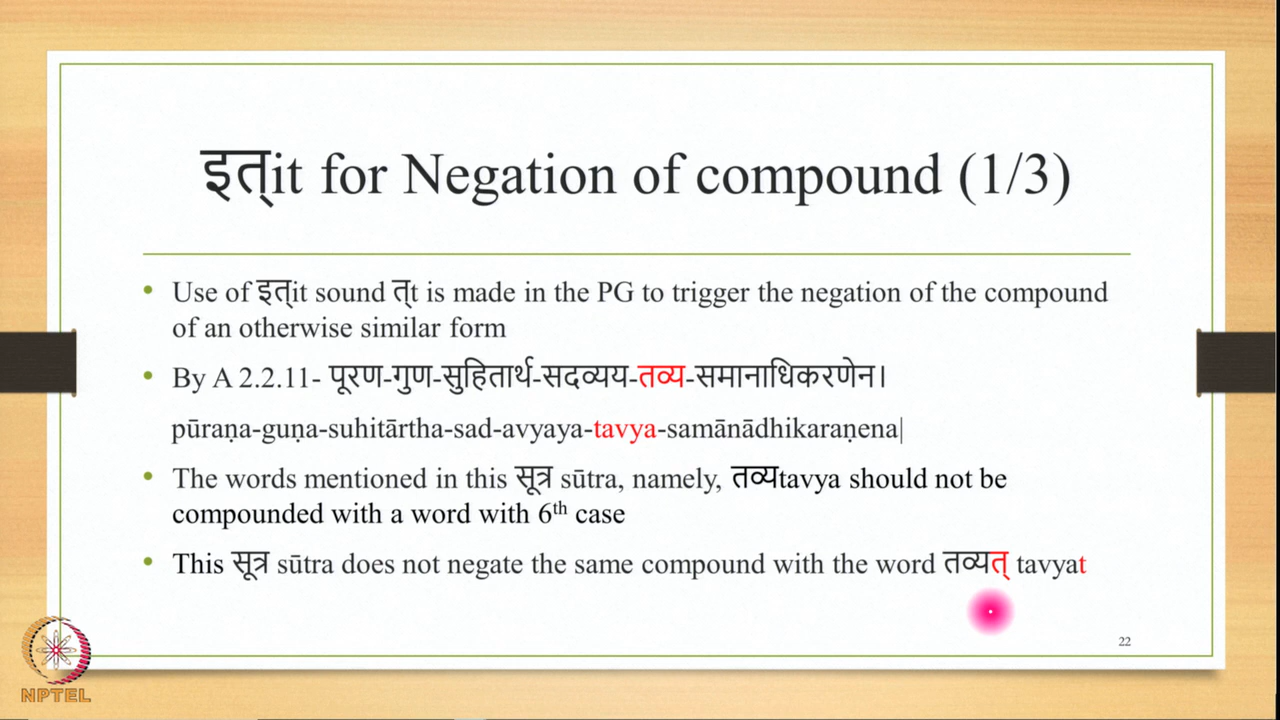 इत्it for Negation of compound (1/3)
• Use of इत्it sound त्t is made in the PG to trigger the negation of the compound
of an otherwise similar form
• By A 2.2.11- पूरण-गुण-सुहितार्थ-सदव्यय-तव्य-समानाधिकरणेन।
pūraṇa-guṇa-suhitārtha-sad-avyaya-tavya-samānādhikaraṇena|
• The words mentioned in this सूत्र sūtra, namely, तव्यtavya should not be
compounded with a word with 6th case
• This सूत्र sūtra does not negate the same compound with the word तव्यत् tavyat
22
NPTEL